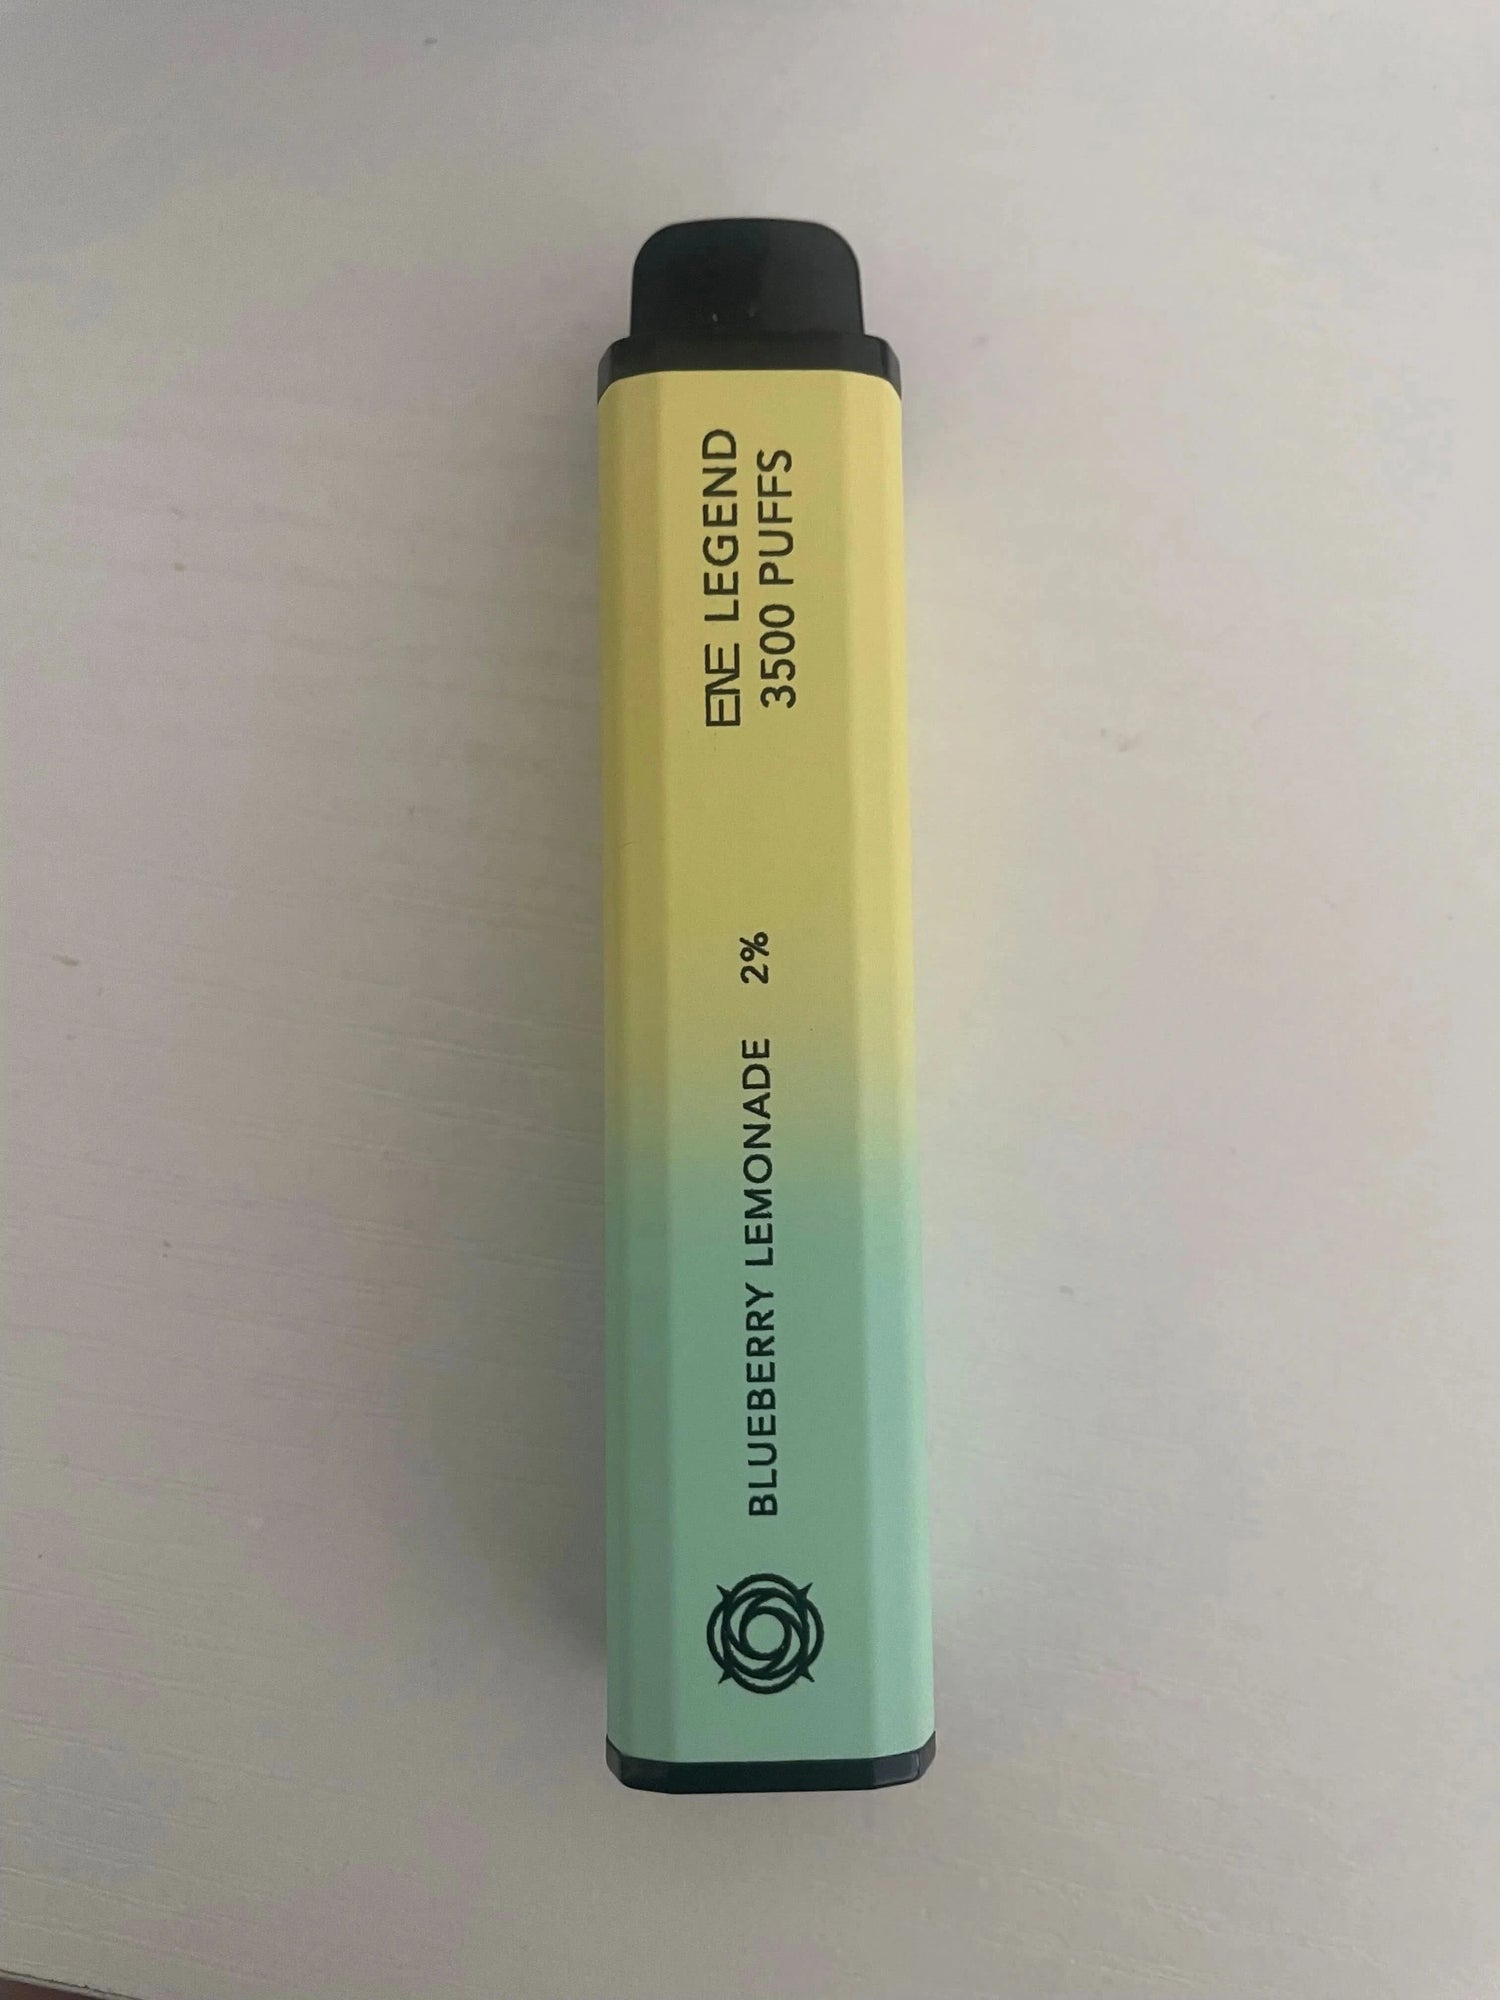 ENE LEGEND
3500 PUFFS
BLUEBERRY LEMONADE 2%